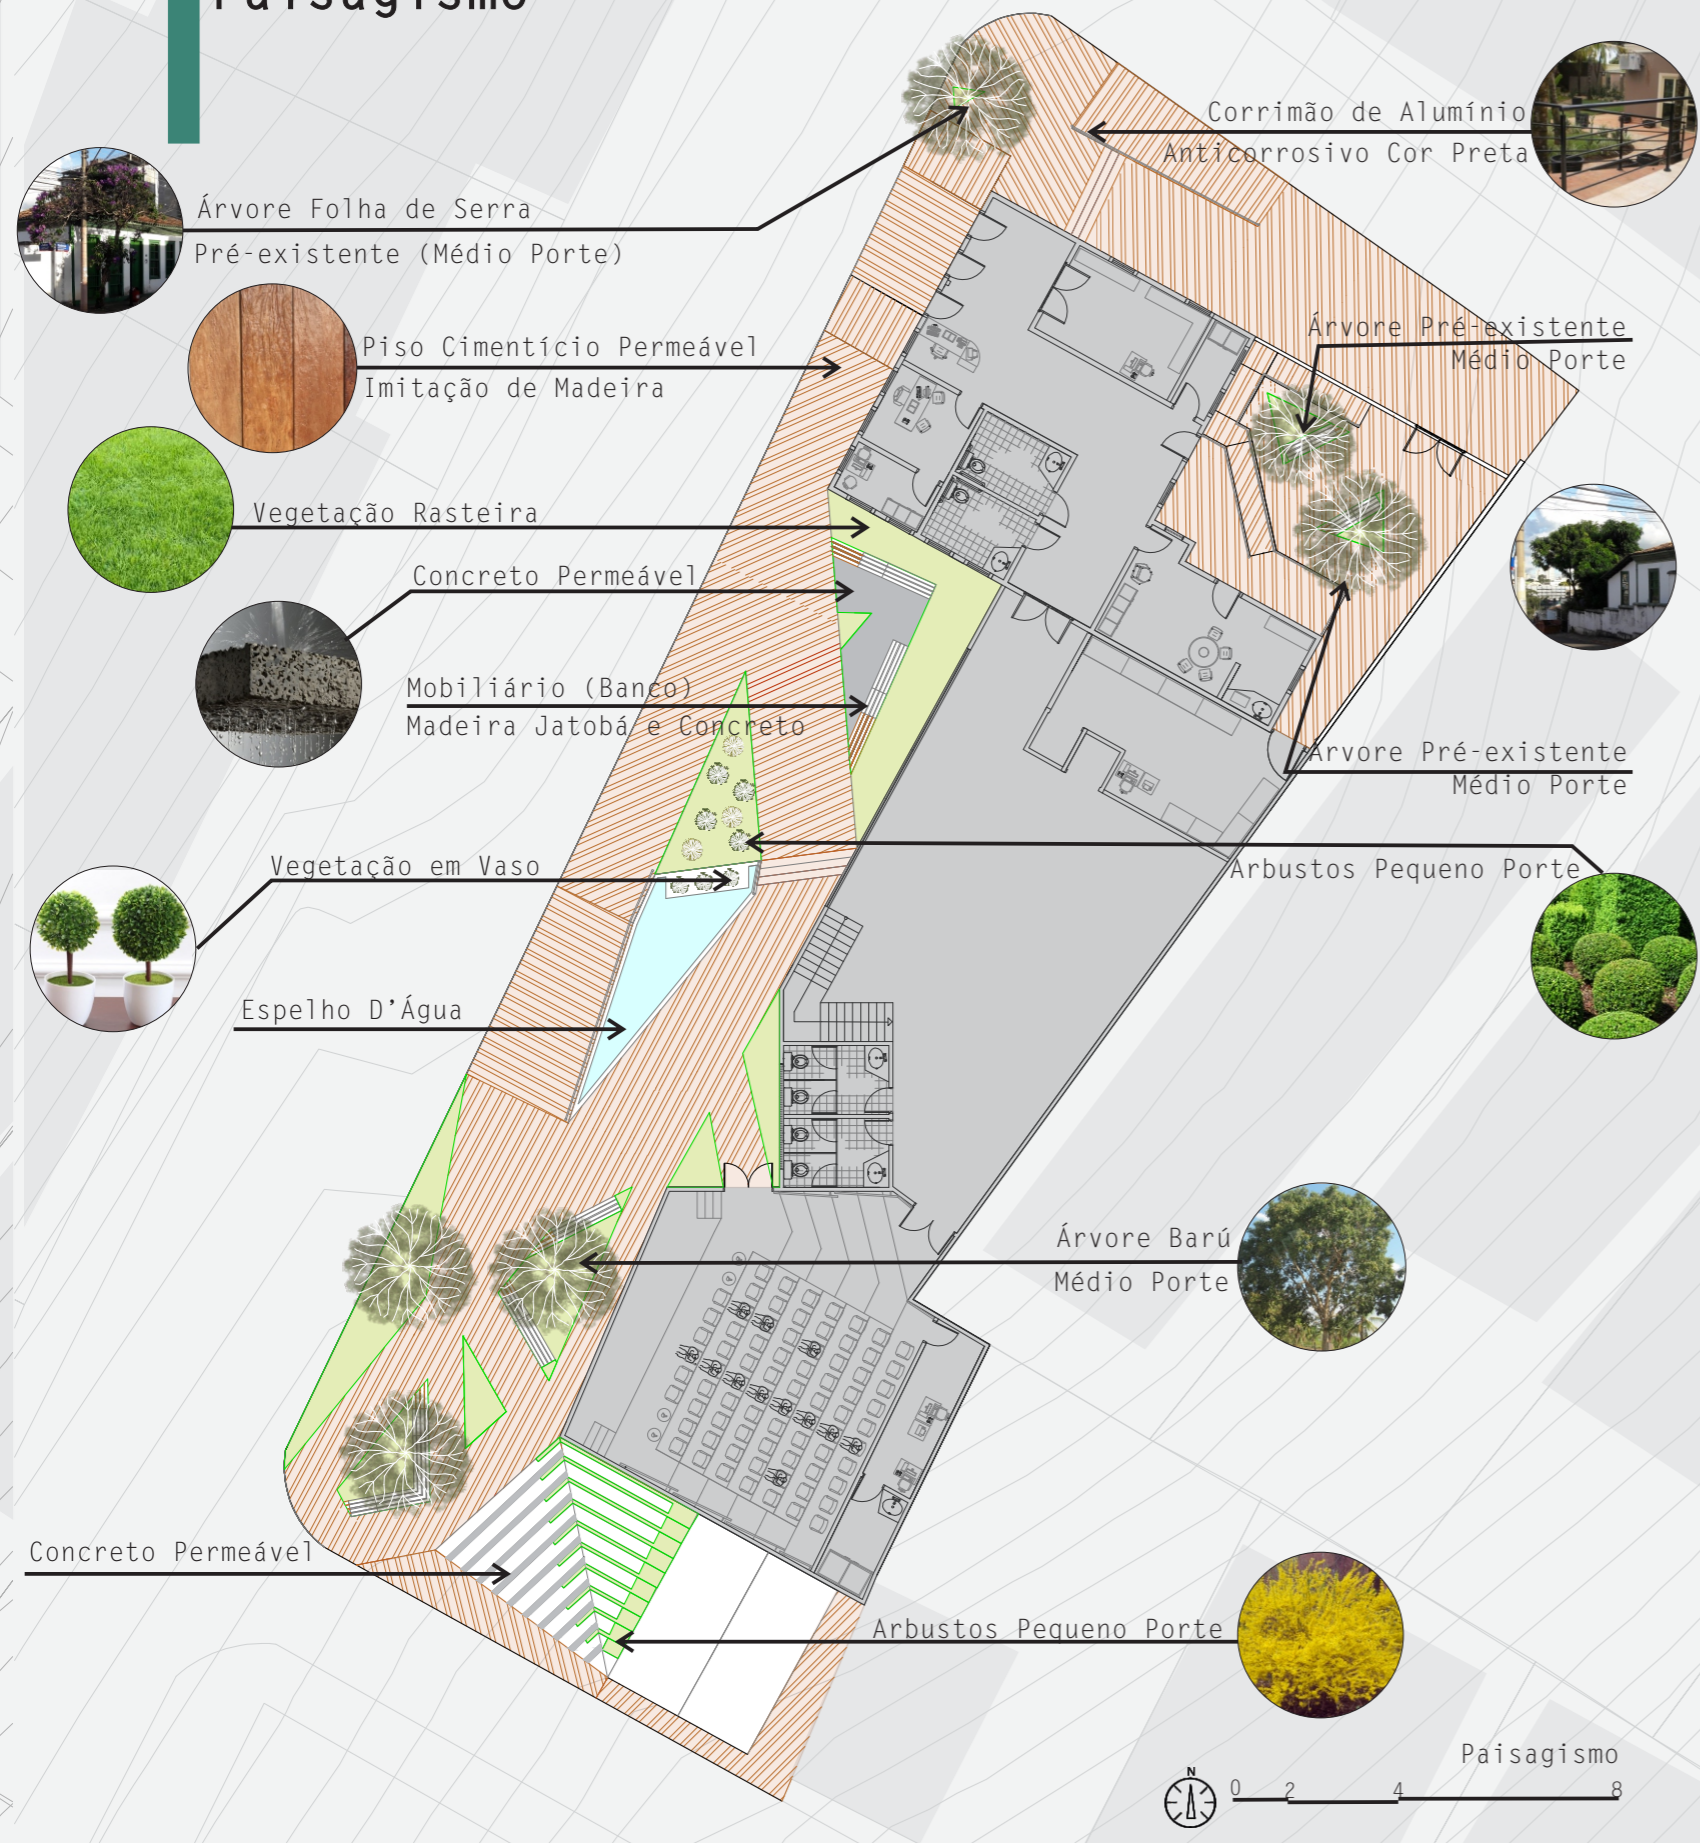 Paisagismo
Corrimão de Alumínio
Anticorrosivo Cor Preta
Árvore Folha de Serra
Pré-existente (Médio Porte)
Árvore Pré-existente
Médio Porte
Piso Cimentício Permeável
Imitação de Madeira
Vegetação Rasteira
Concreto Permeável
Mobiliário (Banco)
Madeira Jatobá e Concreto
Árvore Pré-existente
Médio Porte
Vegetação em Vaso
Arbustos Pequeno Porte
Espelho D'Água
Árvore Barú
Médio Porte
Concreto Permeável
Arbustos Pequeno Porte
Paisagismo
N
0 2 4 8